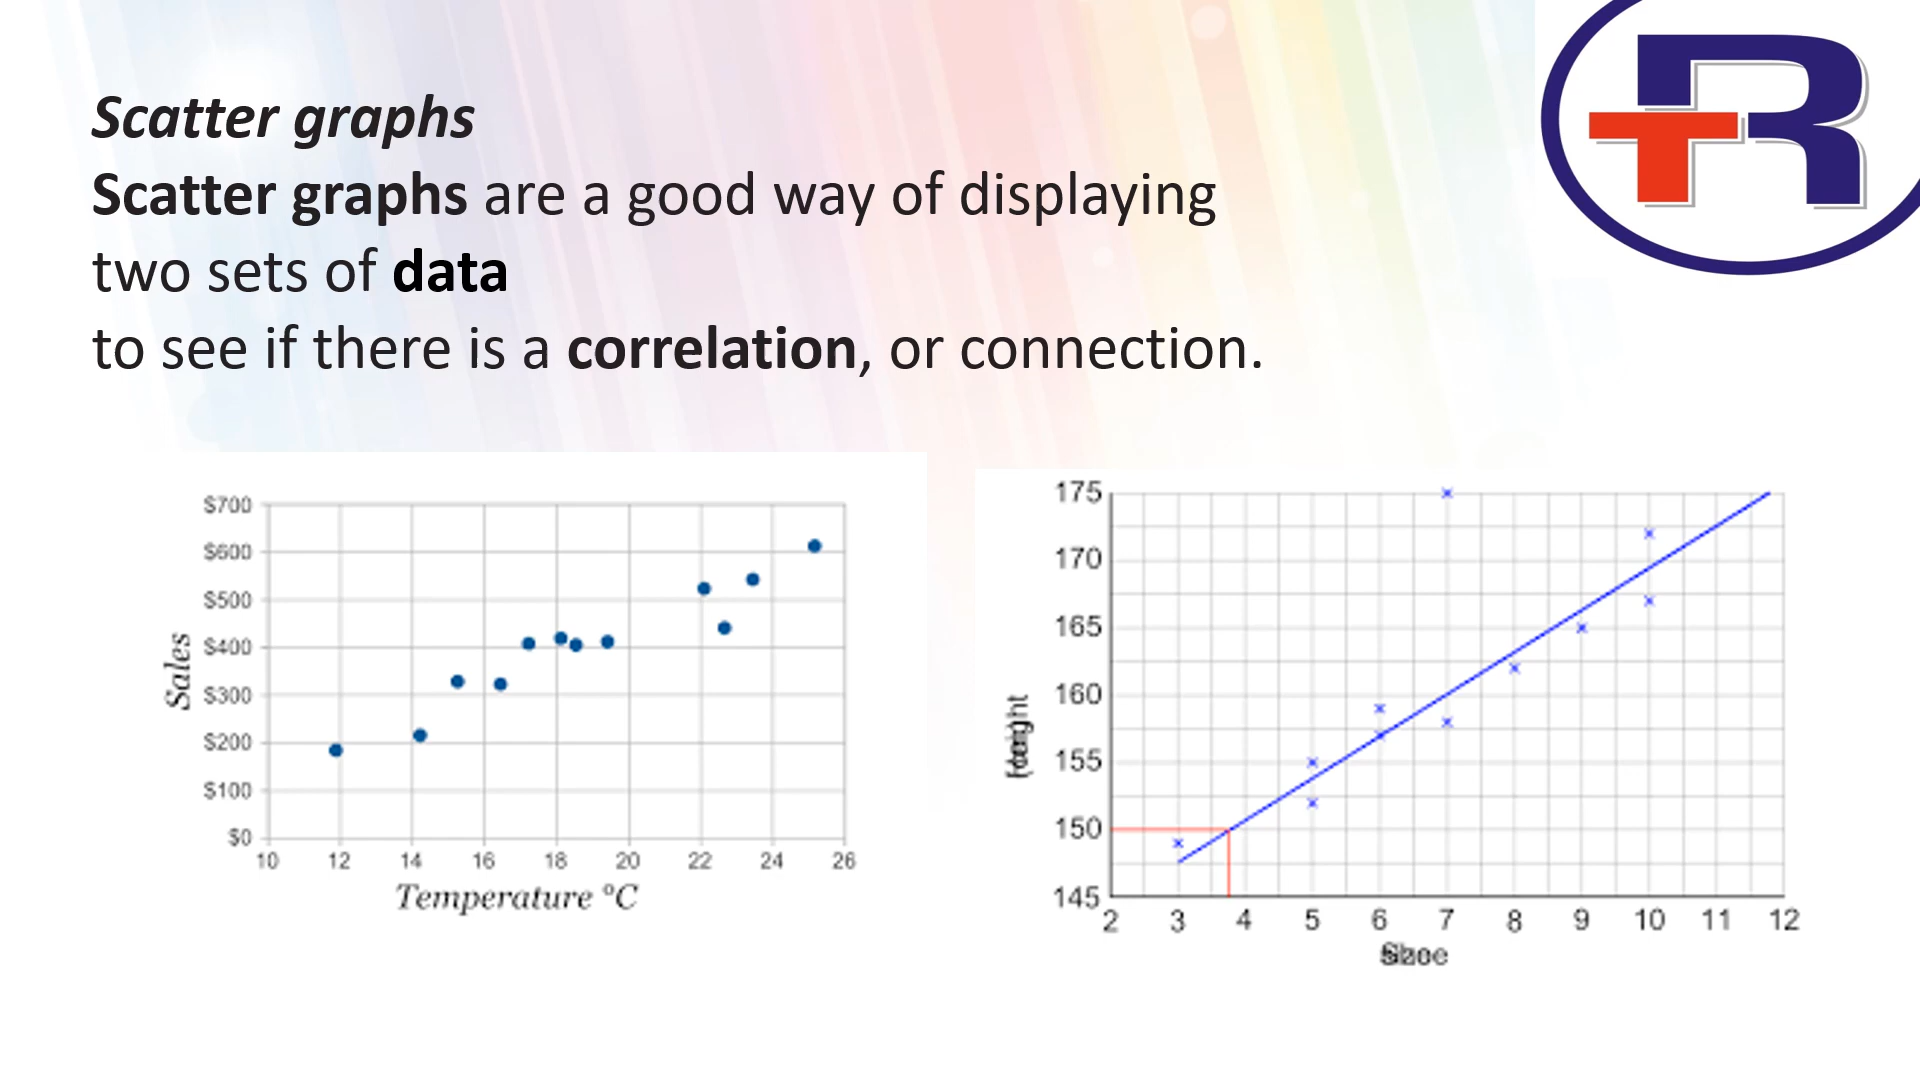 Scatter graphs
Scatter graphs are a good way of displaying
two sets of data
to see if there is a correlation, or connection.
TR
$700
$600
$500
$400
$300
$200
$100
$0
Sales
10 12 14 16 18 20 22 24 26
Temperature °C
175
170
165
160
155
150
145
2 3 4 5 6 7 8 9 10 11 12